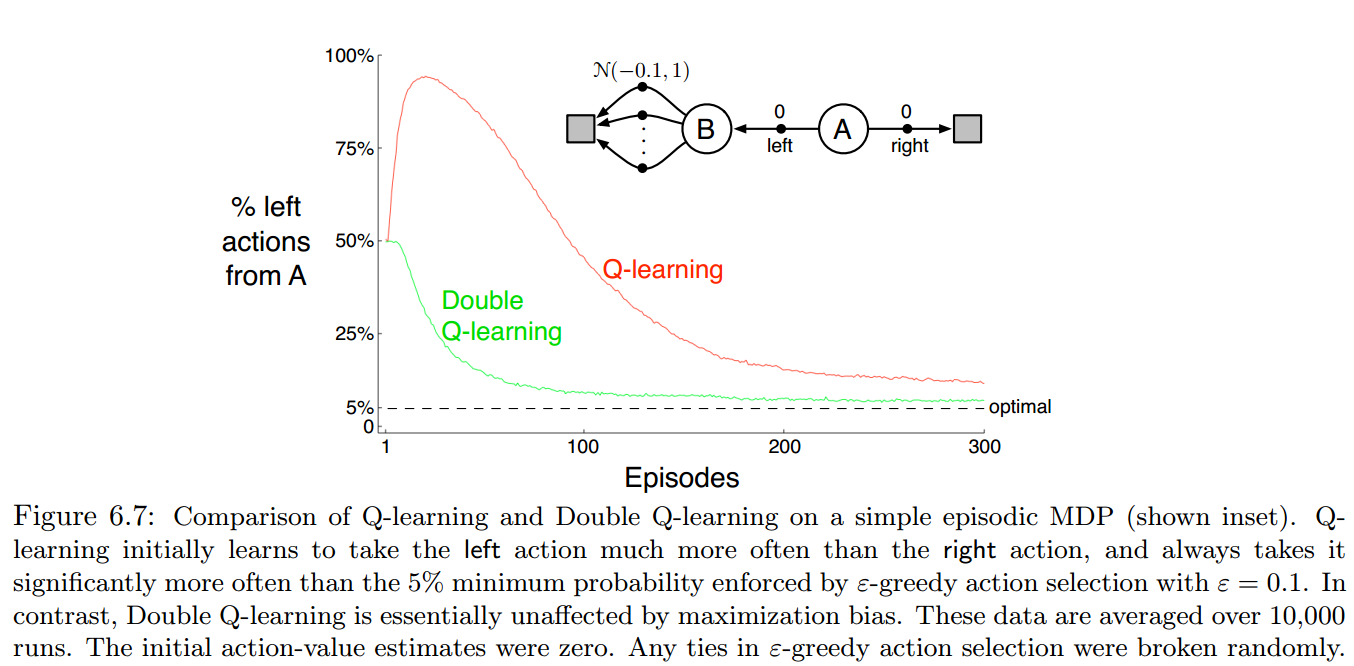 100%
N(−0.1, 1)
0
0
B
A
left
right
75%
% left
actions
from A
50%
Q-learning
Double
Q-learning
25%
5%
optimal
0
1
100
200
300
Episodes
Figure 6.7: Comparison of Q-learning and Double Q-learning on a simple episodic MDP (shown inset). Q-
learning initially learns to take the left action much more often than the right action, and always takes it
significantly more often than the 5% minimum probability enforced by ε-greedy action selection with ε = 0.1. In
contrast, Double Q-learning is essentially unaffected by maximization bias. These data are averaged over 10,000
runs. The initial action-value estimates were zero. Any ties in ε-greedy action selection were broken randomly.